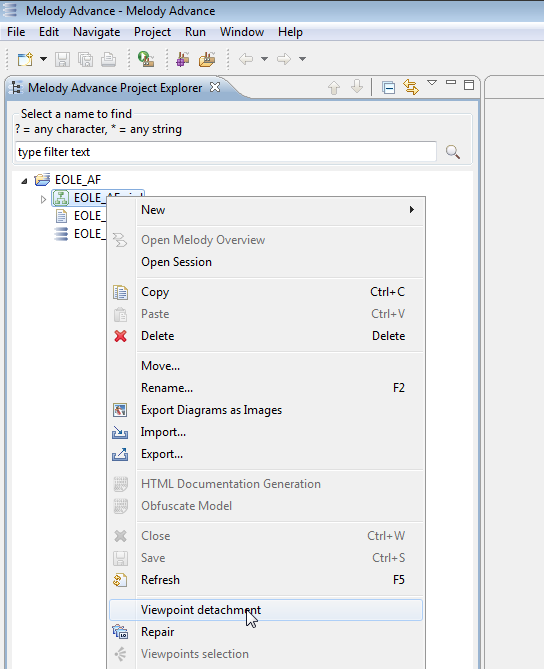 Melody Advance - Melody Advance
File Edit Navigate Project Run Window Help
Melody Advance Project Explorer
Select a name to find
? = any character, * = any string
type filter text
EOLE_AF
EOLE_
EOLE_
New
Open Melody Overview
Open Session
Copy Ctrl+C
Paste Ctrl+V
Delete Delete
Move...
Rename... F2
Export Diagrams as Images
Import...
Export...
HTML Documentation Generation
Obfuscate Model
Close Ctrl+W
Save Ctrl+S
Refresh F5
Viewpoint detachment
Repair
Viewpoints selection